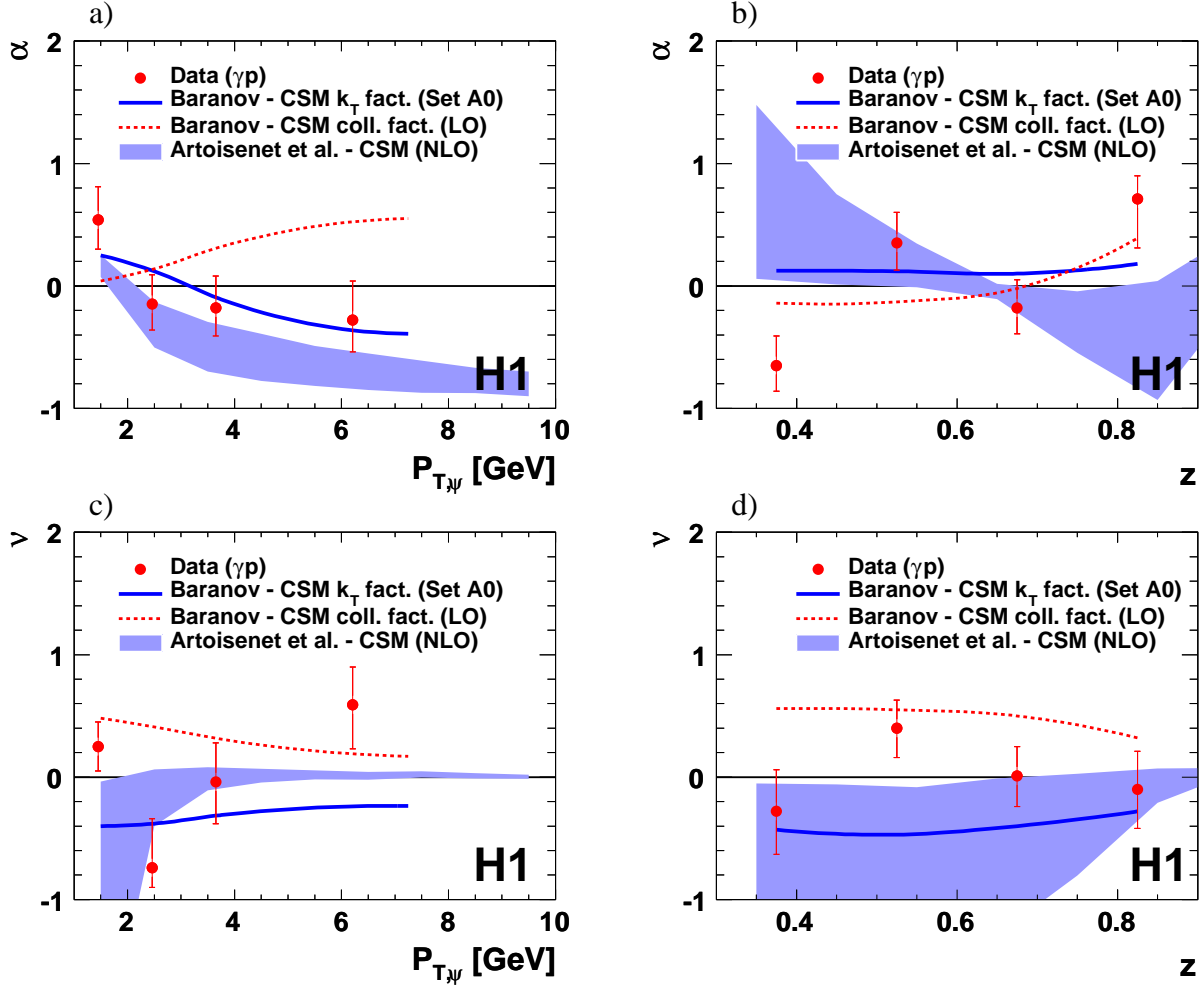 a)
α
2
1
0
-1
Data (γp)
Baranov - CSM k_T fact. (Set A0)
Baranov - CSM coll. fact. (LO)
Artoisenet et al. - CSM (NLO)
H1
2 4 6 8 10
P_T,ψ [GeV]
b)
α
2
1
0
-1
Data (γp)
Baranov - CSM k_T fact. (Set A0)
Baranov - CSM coll. fact. (LO)
Artoisenet et al. - CSM (NLO)
H1
0.4 0.6 0.8
z
c)
ν
2
1
0
-1
Data (γp)
Baranov - CSM k_T fact. (Set A0)
Baranov - CSM coll. fact. (LO)
Artoisenet et al. - CSM (NLO)
H1
2 4 6 8 10
P_T,ψ [GeV]
d)
ν
2
1
0
-1
Data (γp)
Baranov - CSM k_T fact. (Set A0)
Baranov - CSM coll. fact. (LO)
Artoisenet et al. - CSM (NLO)
H1
0.4 0.6 0.8
z